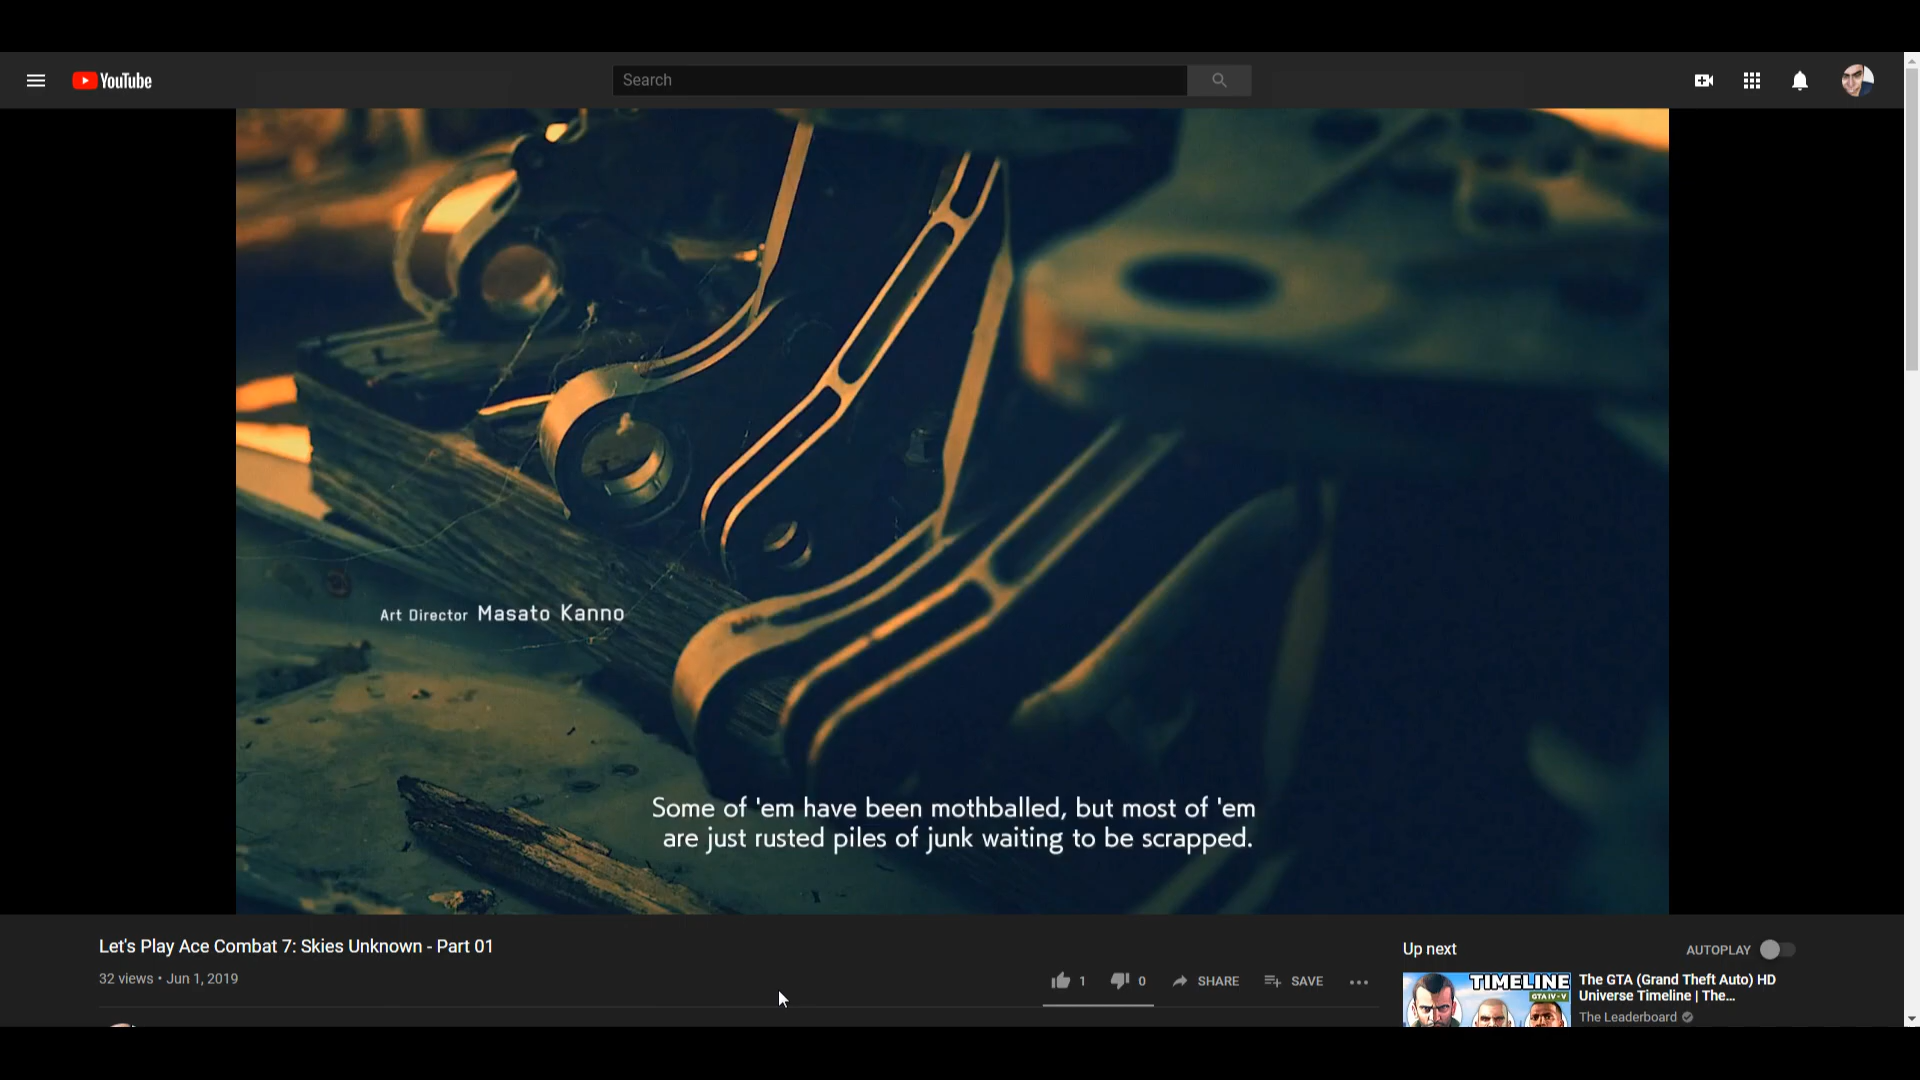 YouTube
Search
Art Director Masato Kanno
Some of 'em have been mothballed, but most of 'em
are just rusted piles of junk waiting to be scrapped.
Let's Play Ace Combat 7: Skies Unknown - Part 01
32 views • Jun 1, 2019
1 0 SHARE SAVE
Up next AUTOPLAY
TIMELINE
GTA IV - V
The GTA (Grand Theft Auto) HD
Universe Timeline | The...
The Leaderboard